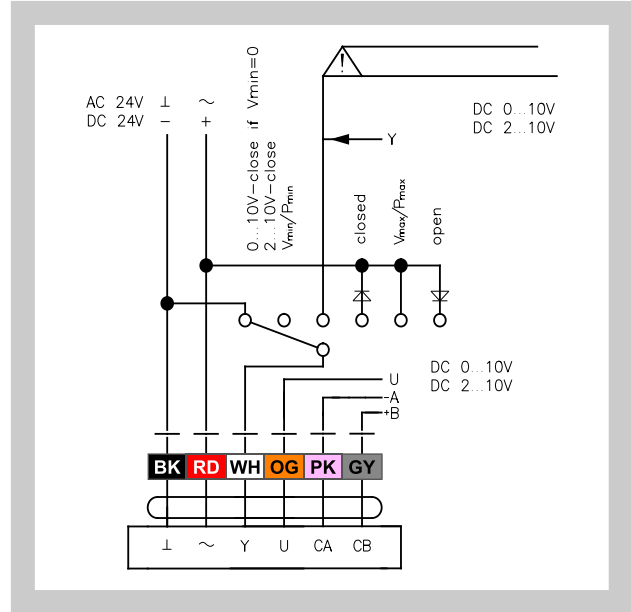 AC 24V ⊥ ~
DC 24V − +
0...10V−close if Vmin=0
2...10V−close
Vmin/Pmin
!
DC 0...10V
DC 2...10V
Y
closed
Vmax/Pmax
open
U
DC 0...10V
DC 2...10V
-A
+B
BK RD WH OG PK GY
⊥ ~ Y U CA CB